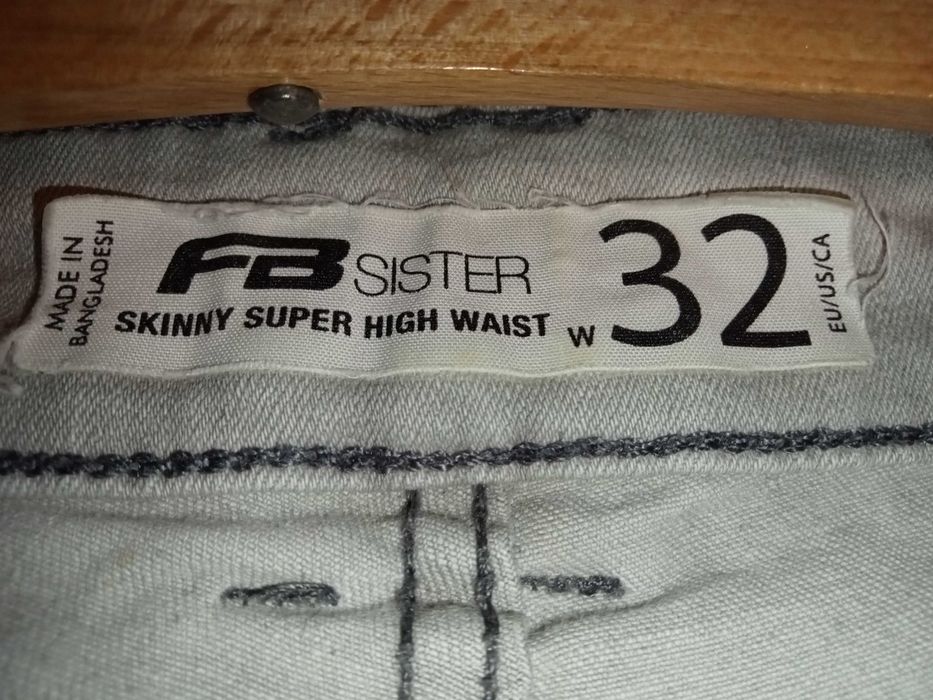 MADE IN
BANGLADESH
FB SISTER
SKINNY SUPER HIGH WAIST
W 32
EU/US/CA